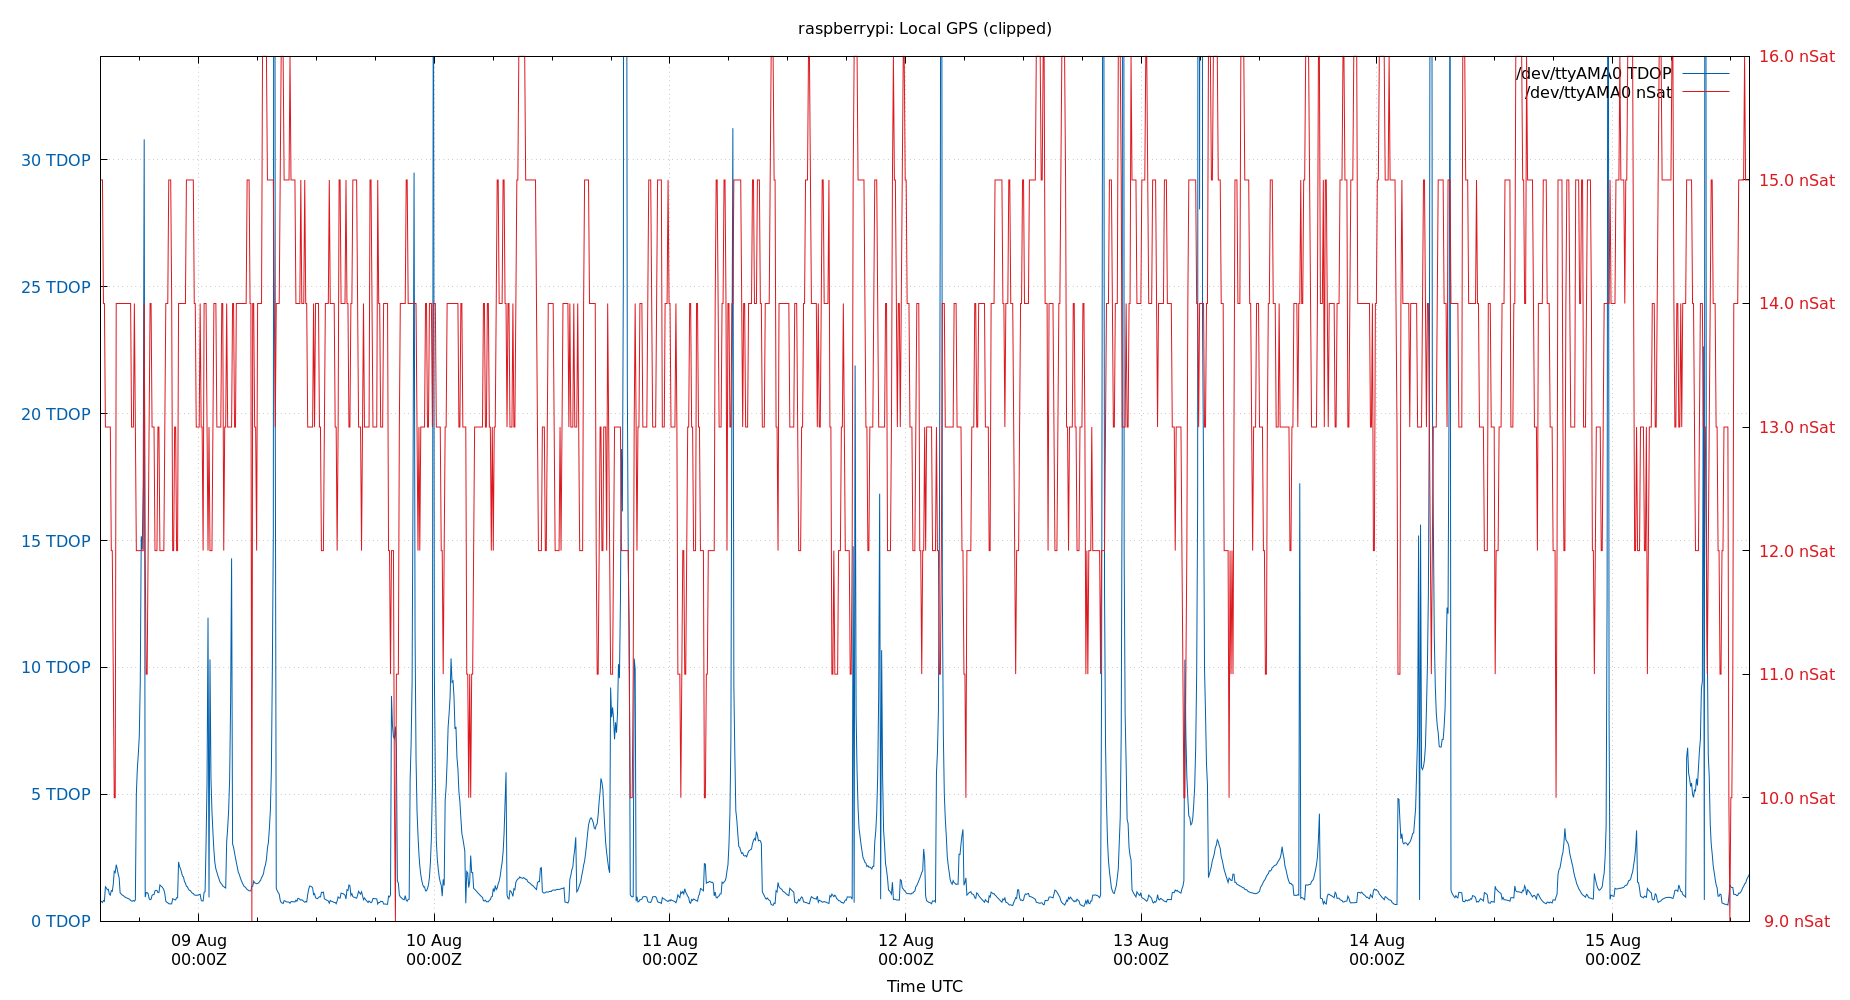 raspberrypi: Local GPS (clipped)
16.0 nSat
/dev/ttyAMA0 TDOP
/dev/ttyAMA0 nSat
30 TDOP
15.0 nSat
25 TDOP
14.0 nSat
20 TDOP
13.0 nSat
15 TDOP
12.0 nSat
10 TDOP
11.0 nSat
5 TDOP
10.0 nSat
0 TDOP
9.0 nSat
09 Aug
00:00Z
10 Aug
00:00Z
11 Aug
00:00Z
12 Aug
00:00Z
13 Aug
00:00Z
14 Aug
00:00Z
15 Aug
00:00Z
Time UTC